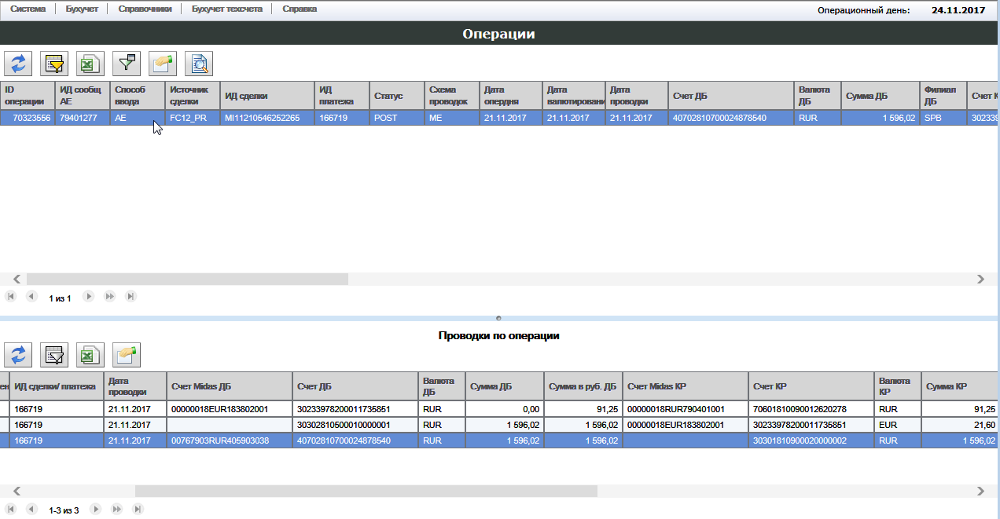 Система Бухучет Справочники Бухучет техсчета Справка Операционный день: 24.11.2017
Операции
ID операции ИД сообщ АЕ Способ ввода Источник сделки ИД сделки ИД платежа Статус Схема проводок Дата опердня Дата валютировани Дата проводки Счет ДБ Валюта ДБ Сумма ДБ Филиал ДБ Счет К
70323556 79401277 AE FC12_PR MI11210546252265 166719 POST ME 21.11.2017 21.11.2017 21.11.2017 40702810700024878540 RUR 1 596,02 SPB 302339
1 из 1
Проводки по операции
ен ИД сделки/ платежа Дата проводки Счет Midas ДБ Счет ДБ Валюта ДБ Сумма ДБ Сумма в руб. ДБ Счет Midas КР Счет КР Валюта КР Сумма КР
166719 21.11.2017 00000018EUR183802001 30233978200011735851 RUR 0,00 91,25 00000018RUR790401001 70601810090012620278 RUR 91,25
166719 21.11.2017 30302810500010000001 RUR 1 596,02 1 596,02 00000018EUR183802001 30233978200011735851 EUR 21,60
166719 21.11.2017 00767903RUR405903038 40702810700024878540 RUR 1 596,02 1 596,02 30301810900020000002 RUR 1 596,02
1-3 из 3